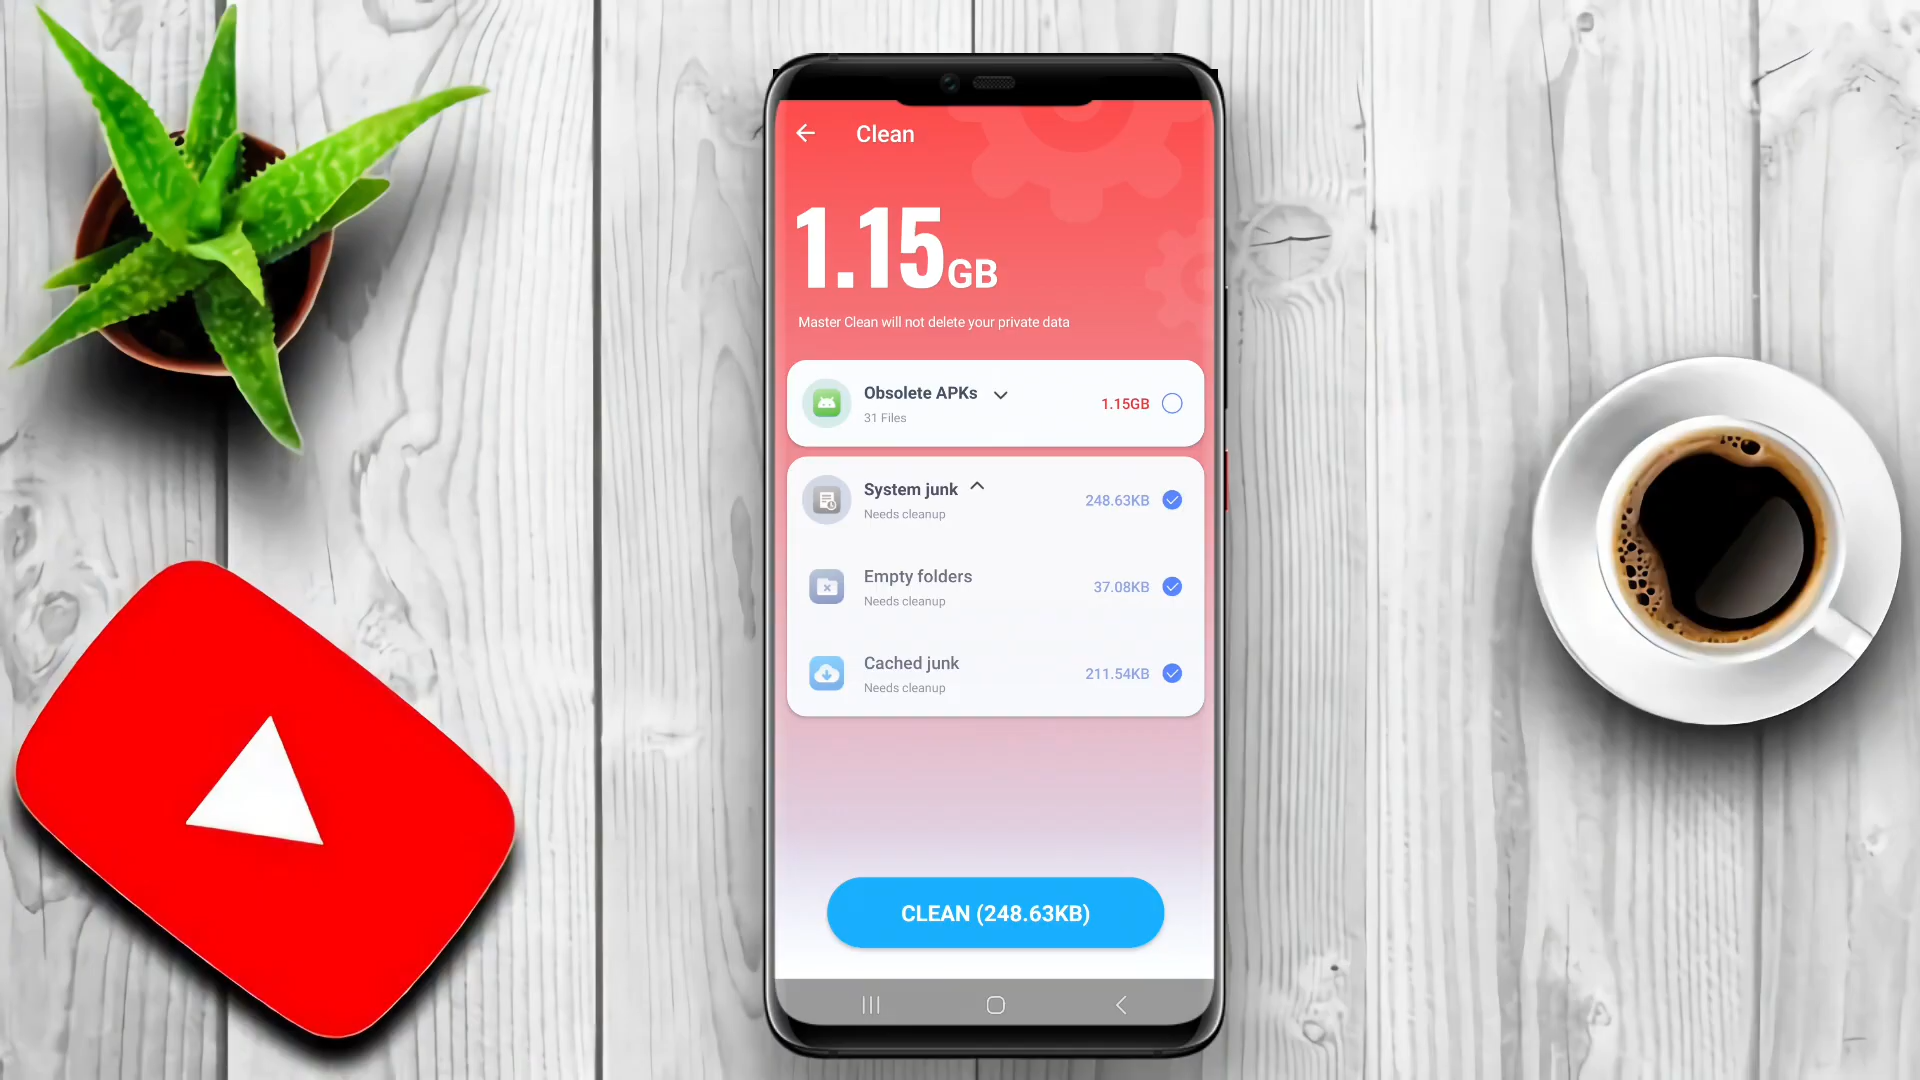 Clean
1.15GB
Master Clean will not delete your private data
Obsolete APKs
31 Files
1.15GB
System junk
Needs cleanup
248.63KB
Empty folders
Needs cleanup
37.08KB
Cached junk
Needs cleanup
211.54KB
CLEAN (248.63KB)